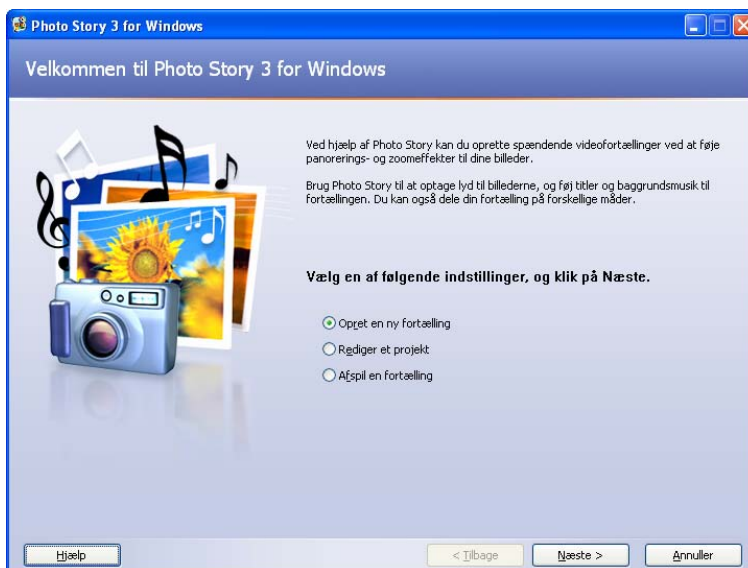 Photo Story 3 for Windows
Velkommen til Photo Story 3 for Windows
Ved hjælp af Photo Story kan du oprette spændende videofortællinger ved at føje
panorerings- og zoomeffekter til dine billeder.
Brug Photo Story til at optage lyd til billederne, og føj titler og baggrundsmusik til
fortællingen. Du kan også dele din fortælling på forskellige måder.
Vælg en af følgende indstillinger, og klik på Næste.
Opret en ny fortælling
Rediger et projekt
Afspil en fortælling
Hjælp
< Tilbage
Næste >
Annuller